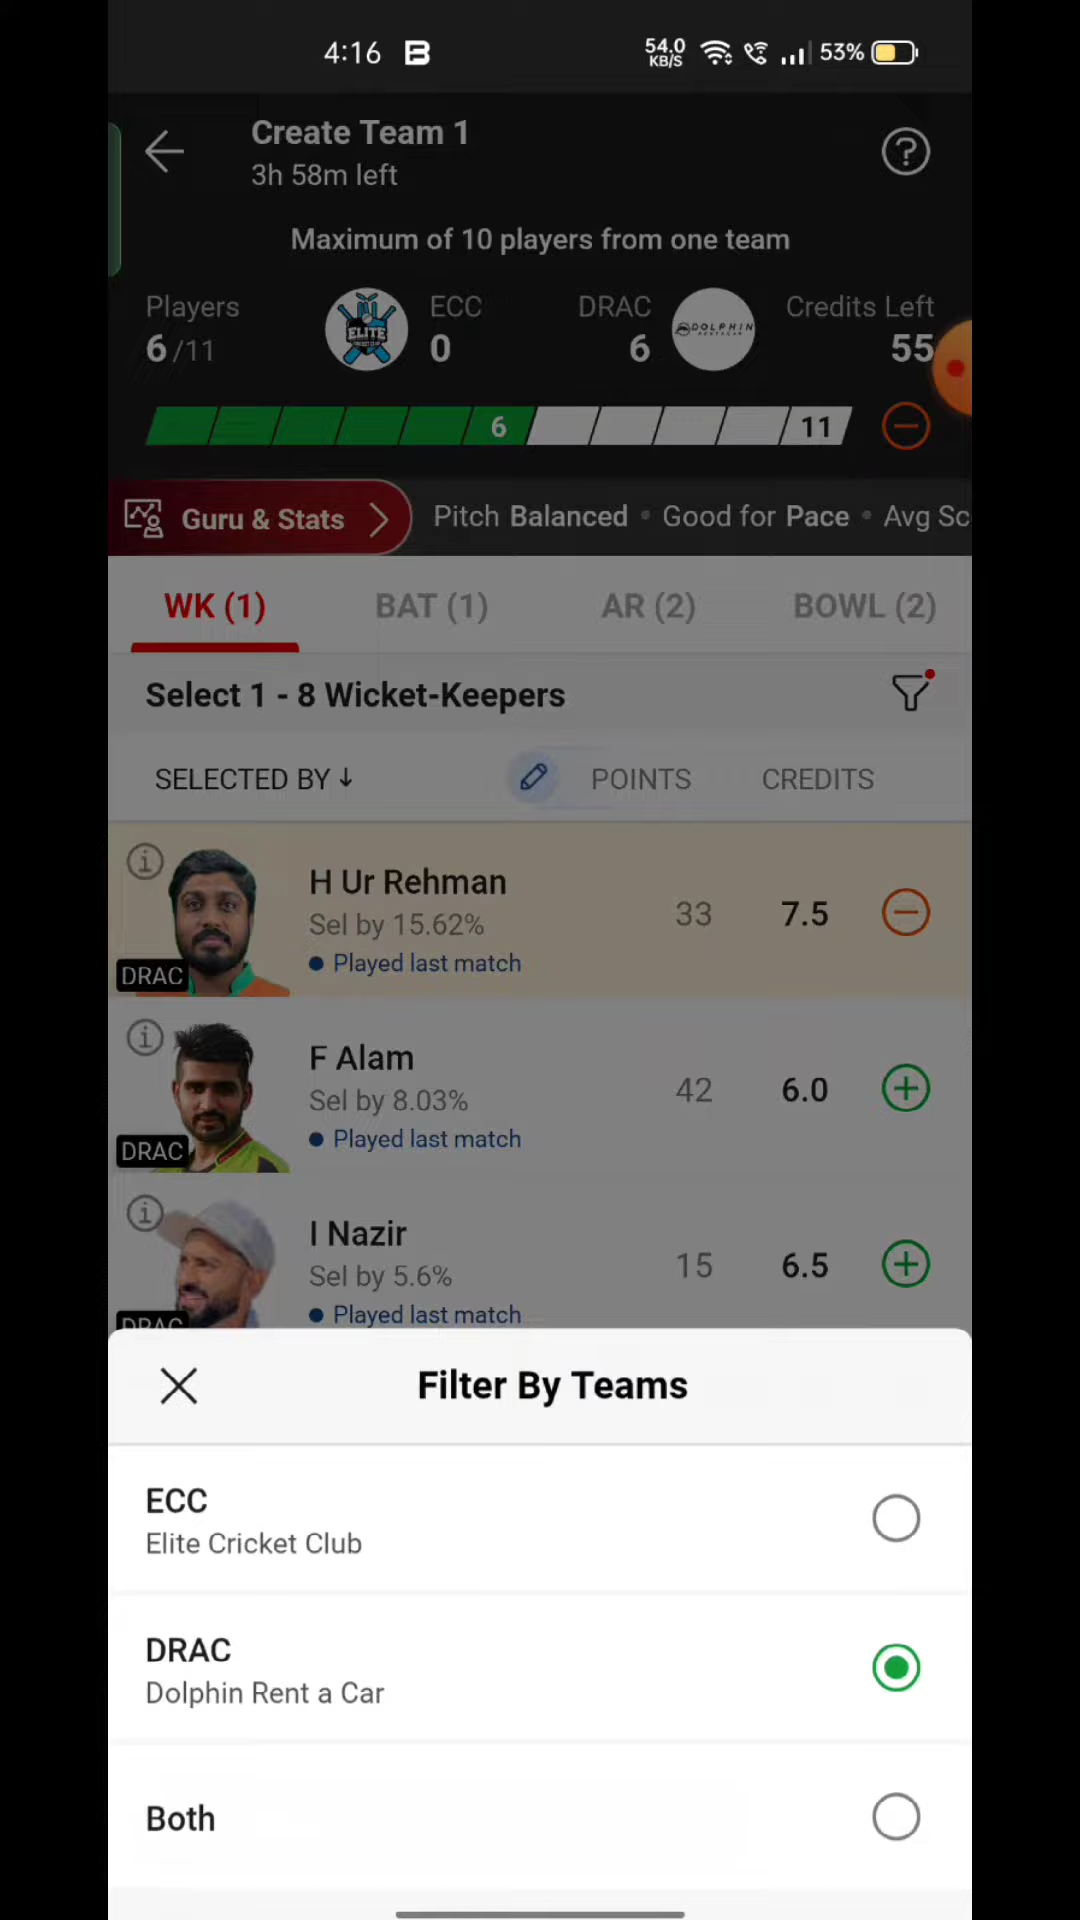 4:16
54.0
KB/S
53%
Create Team 1
3h 58m left
Maximum of 10 players from one team
Players
6/11
ELITE
ECC
0
DRAC
6
DOLPHIN
Credits Left
55
6
11
Guru & Stats
Pitch Balanced • Good for Pace • Avg Sc
WK (1)
BAT (1)
AR (2)
BOWL (2)
Select 1 - 8 Wicket-Keepers
SELECTED BY ↓
POINTS
CREDITS
H Ur Rehman
Sel by 15.62%
Played last match
33
7.5
DRAC
F Alam
Sel by 8.03%
Played last match
42
6.0
DRAC
I Nazir
Sel by 5.6%
Played last match
15
6.5
DRAC
Filter By Teams
ECC
Elite Cricket Club
DRAC
Dolphin Rent a Car
Both